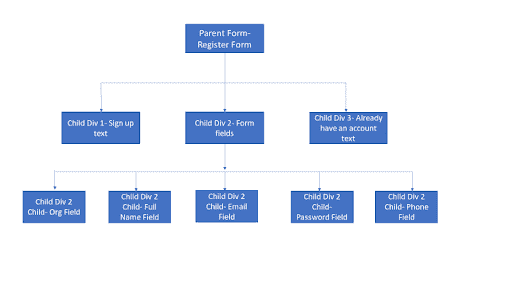 Parent Form-
Register Form
Child Div 1- Sign up
text
Child Div 2- Form
fields
Child Div 3- Already
have an account
text
Child Div 2
Child- Org Field
Child Div 2
Child- Full
Name Field
Child Div 2
Child- Email
Field
Child Div 2
Child-
Password Field
Child Div 2
Child- Phone
Field